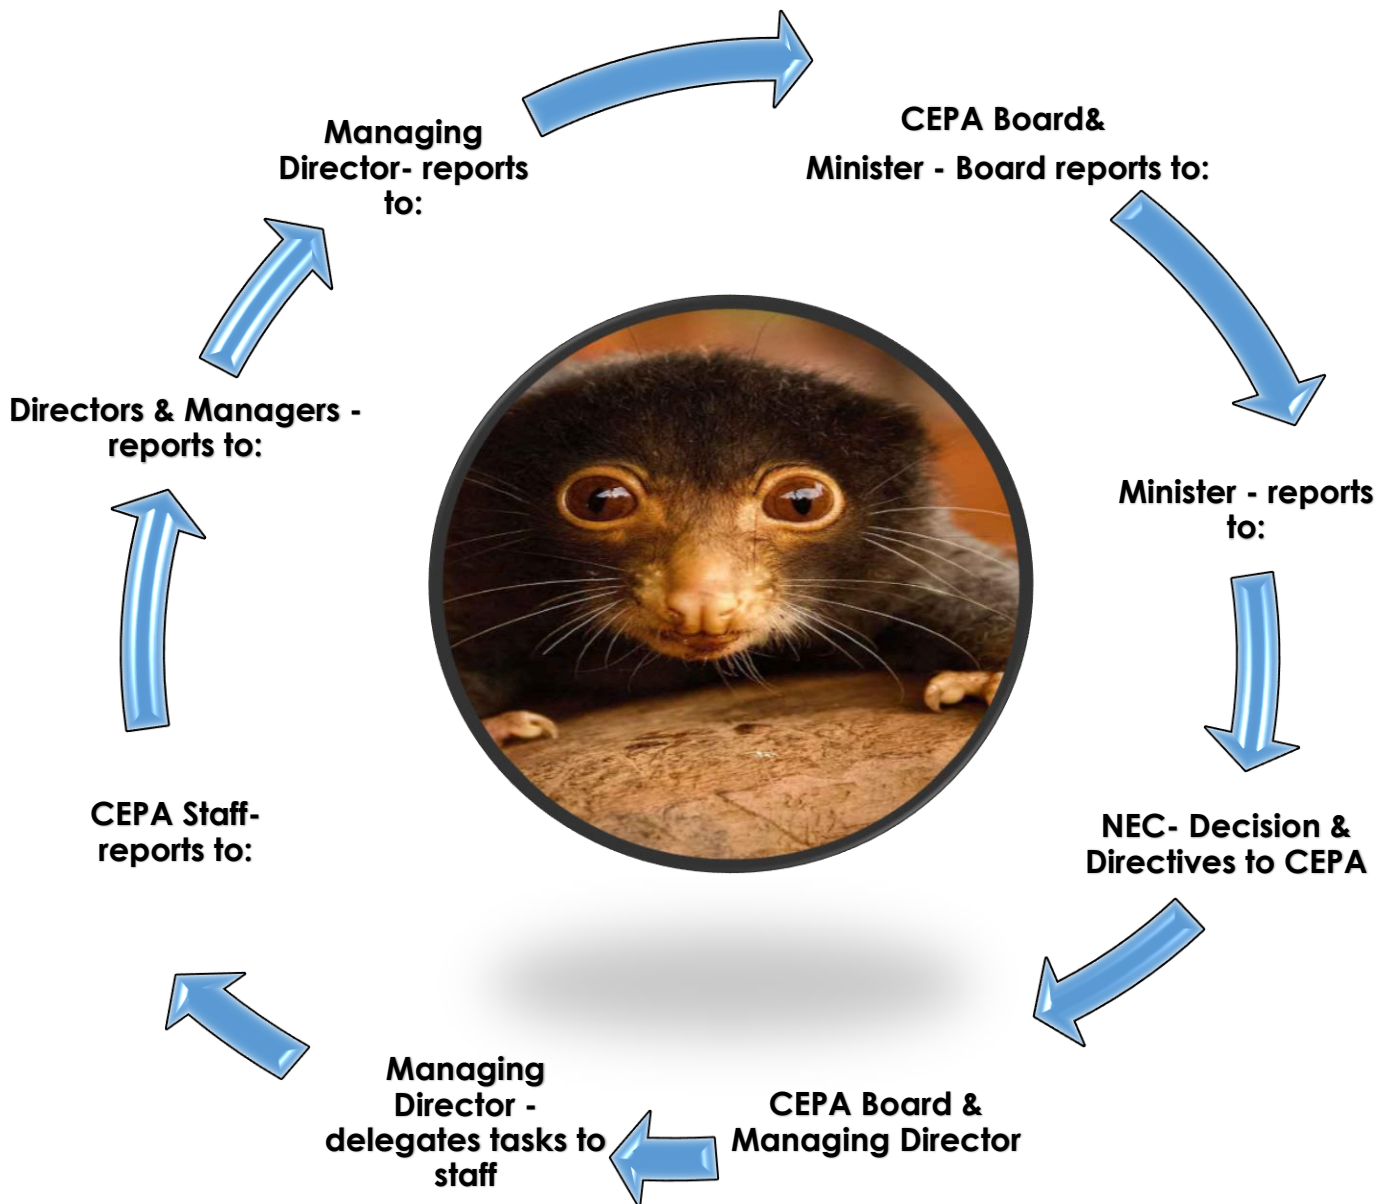 Managing
Director- reports
to:
CEPA Board&
Minister - Board reports to:
Minister - reports
to:
NEC- Decision &
Directives to CEPA
CEPA Board &
Managing Director
Managing
Director -
delegates tasks to
staff
CEPA Staff-
reports to:
Directors & Managers -
reports to: